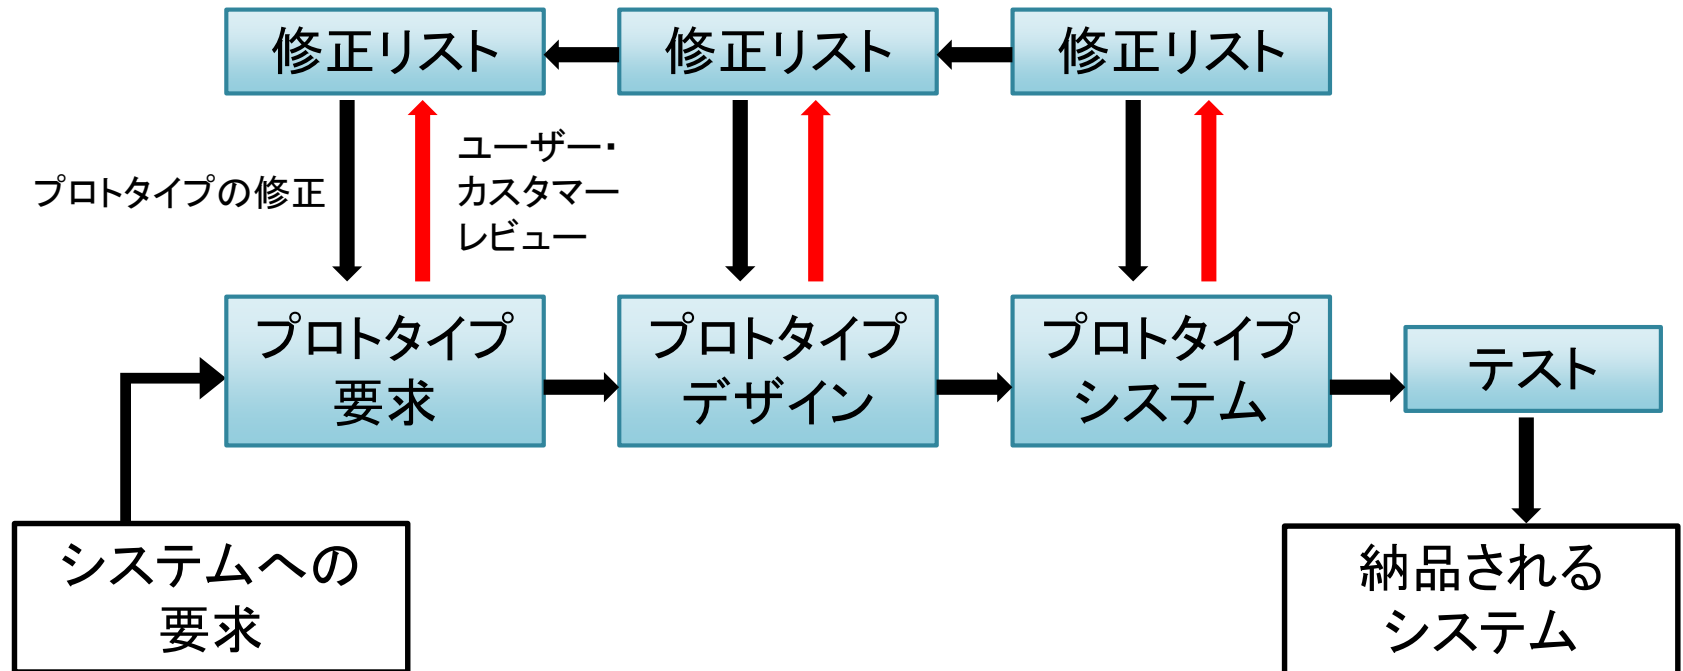 修正リスト
修正リスト
修正リスト
プロトタイプの修正
ユーザー・
カスタマー
レビュー
プロトタイプ
要求
プロトタイプ
デザイン
プロトタイプ
システム
テスト
システムへの
要求
納品される
システム